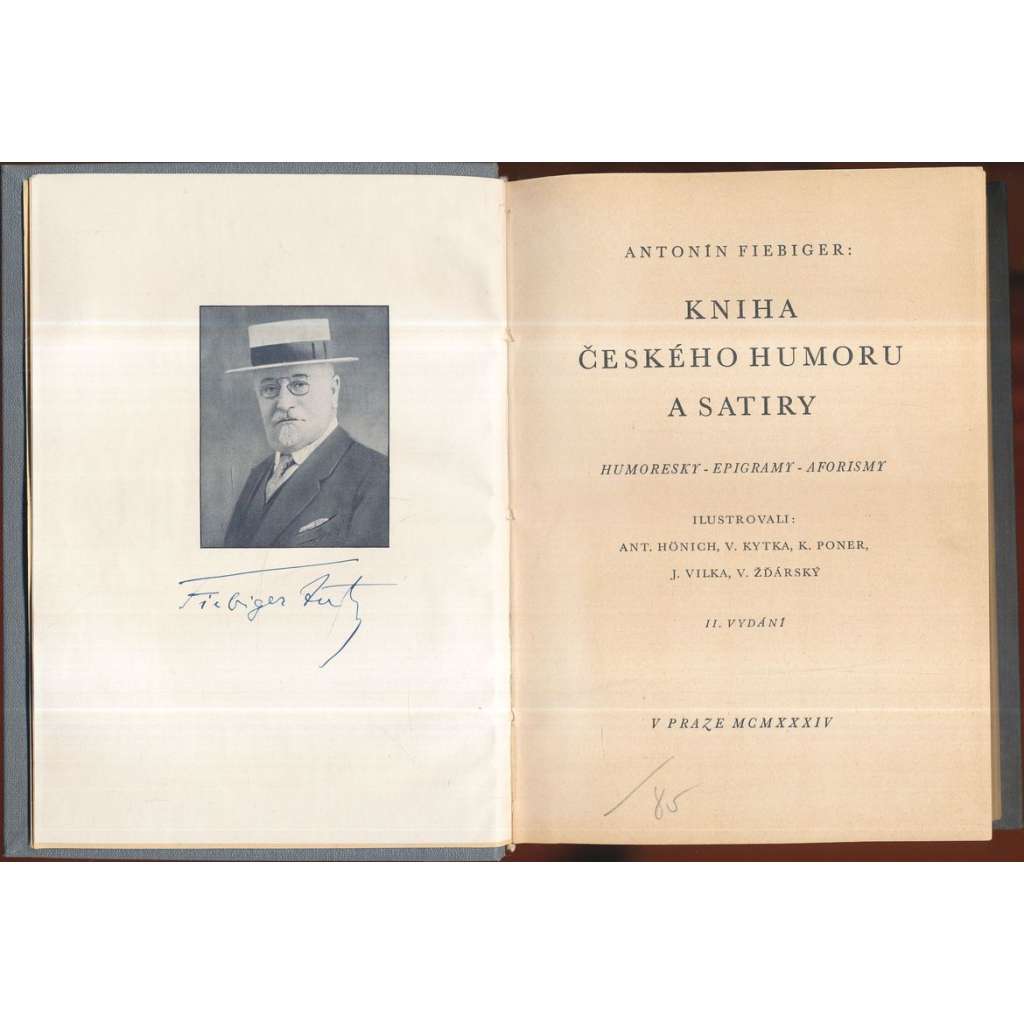 Fiebiger Ant
ANTONÍN FIEBIGER:
KNIHA
ČESKÉHO HUMORU
A SATIRY
HUMORESKY - EPIGRAMY - AFORISMY
ILUSTROVALI:
ANT. HÖNICH, V. KYTKA, K. PONER,
J. VILKA, V. ŽĎÁRSKÝ
II. VYDÁNÍ
V PRAZE MCMXXXIV